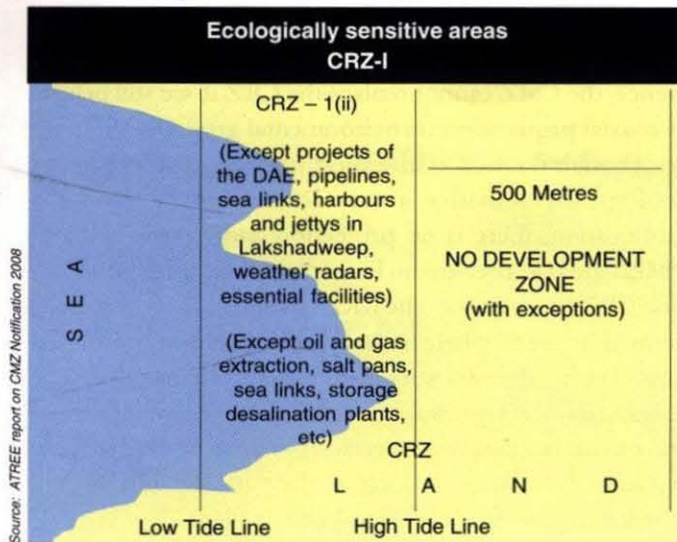 Ecologically sensitive areas
CRZ-I
CRZ – 1(ii)
(Except projects of
the DAE, pipelines,
sea links, harbours
and jettys in
Lakshadweep,
weather radars,
essential facilities)
(Except oil and gas
extraction, salt pans,
sea links, storage
desalination plants,
etc)
CRZ
500 Metres
NO DEVELOPMENT
ZONE
(with exceptions)
SEA
LAND
Low Tide Line
High Tide Line
Source: ATREE report on CMZ Notification 2008